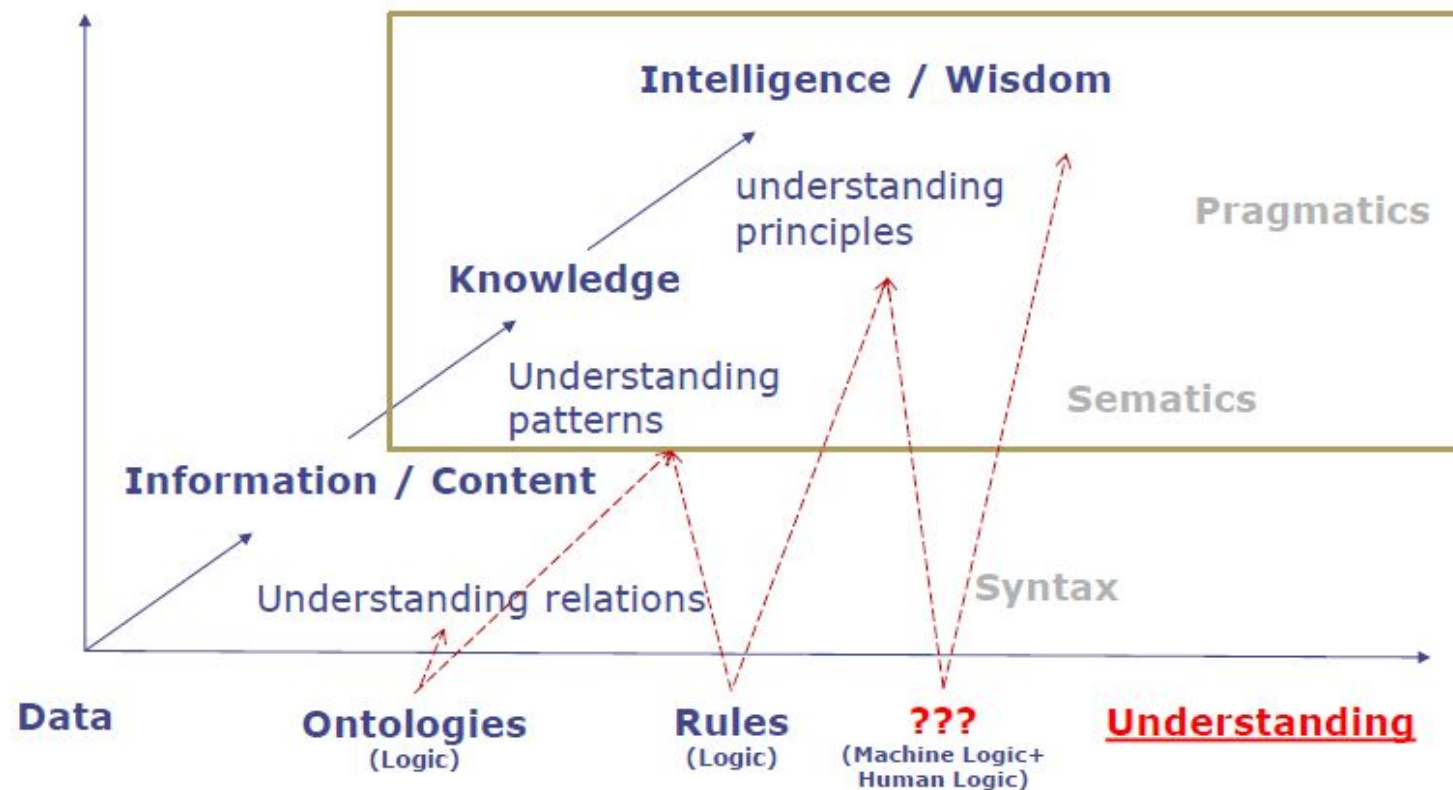 Intelligence / Wisdom
understanding
principles
Pragmatics
Knowledge
Understanding
patterns
Sematics
Information / Content
Understanding relations
Syntax
Data
Ontologies
(Logic)
Rules
(Logic)
???
(Machine Logic+
Human Logic)
Understanding